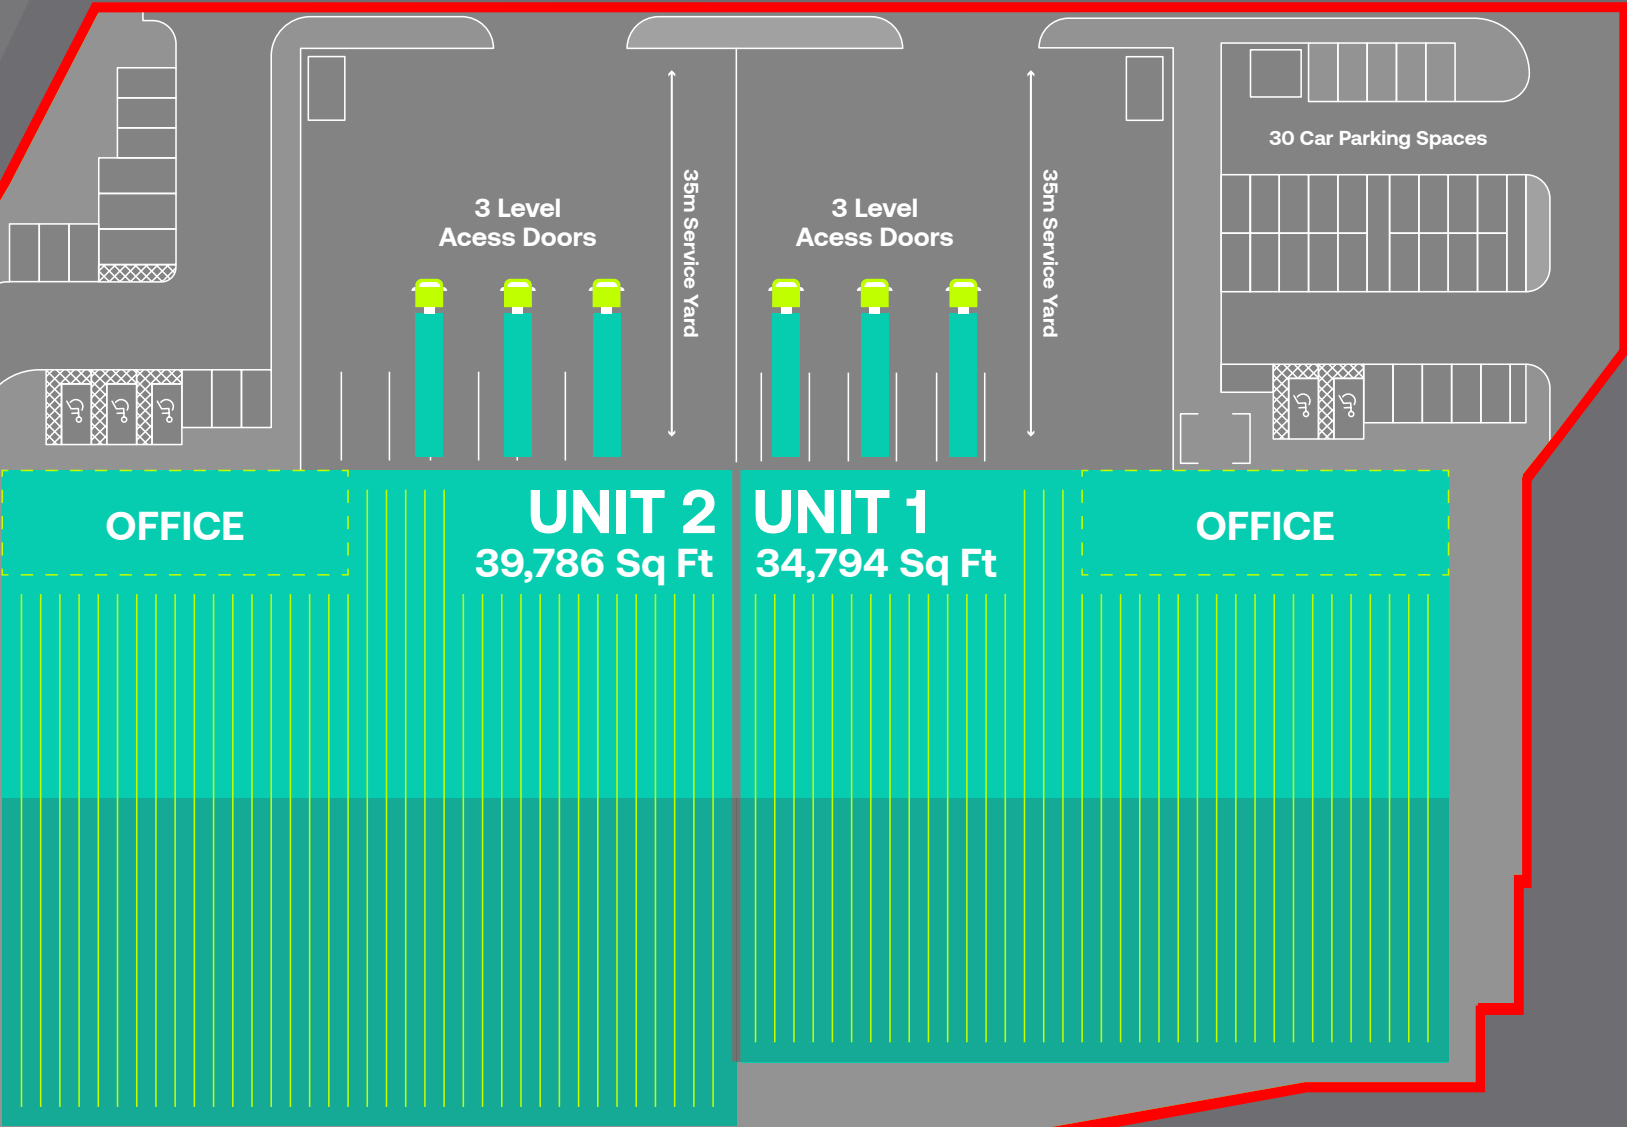 30 Car Parking Spaces
3 Level
Acess Doors
35m Service Yard
3 Level
Acess Doors
35m Service Yard
OFFICE
UNIT 2
39,786 Sq Ft
UNIT 1
34,794 Sq Ft
OFFICE